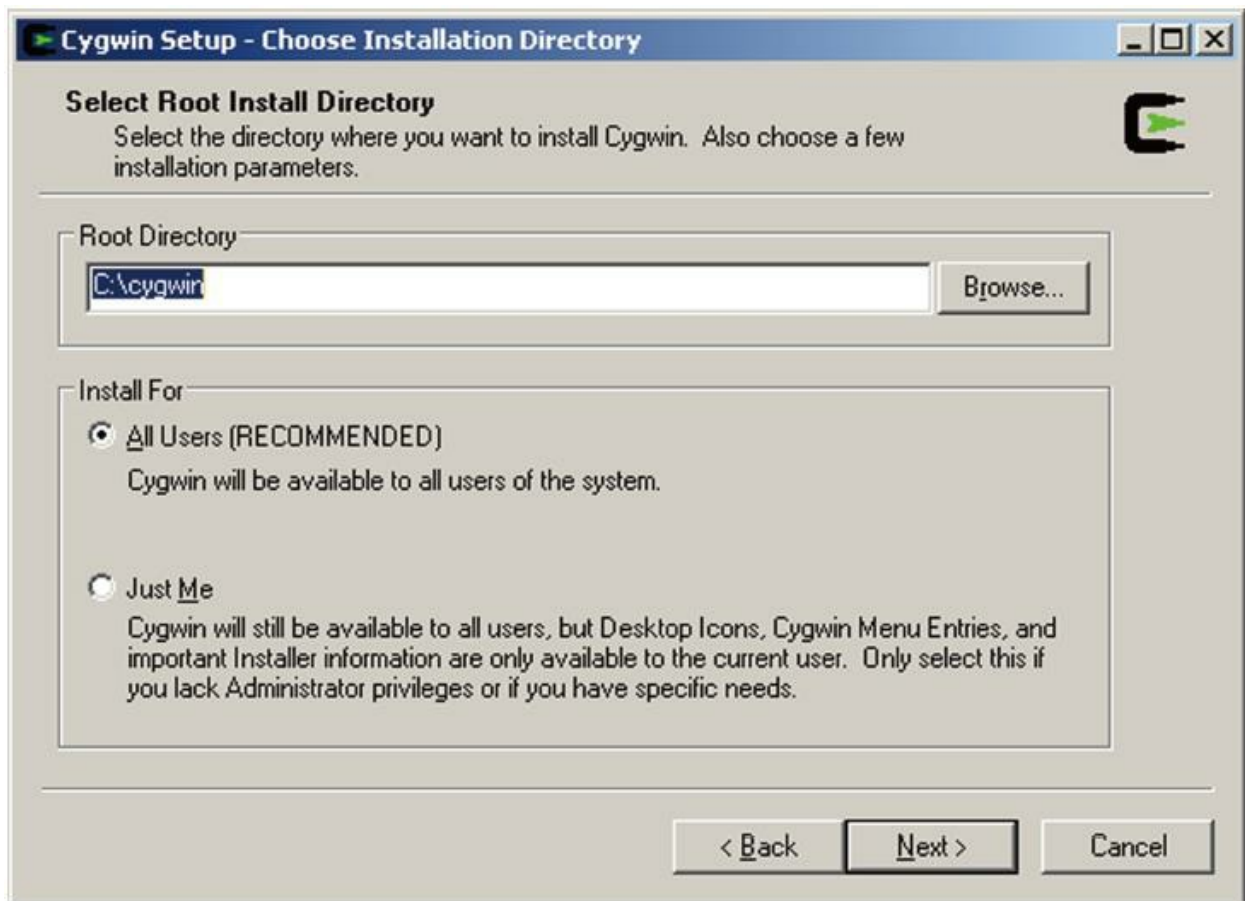 Cygwin Setup - Choose Installation Directory
Select Root Install Directory
Select the directory where you want to install Cygwin.  Also choose a few
installation parameters.
Root Directory
C:\cygwin
Browse...
Install For
All Users (RECOMMENDED)
Cygwin will be available to all users of the system.
Just Me
Cygwin will still be available to all users, but Desktop Icons, Cygwin Menu Entries, and
important Installer information are only available to the current user.  Only select this if
you lack Administrator privileges or if you have specific needs.
< Back
Next >
Cancel